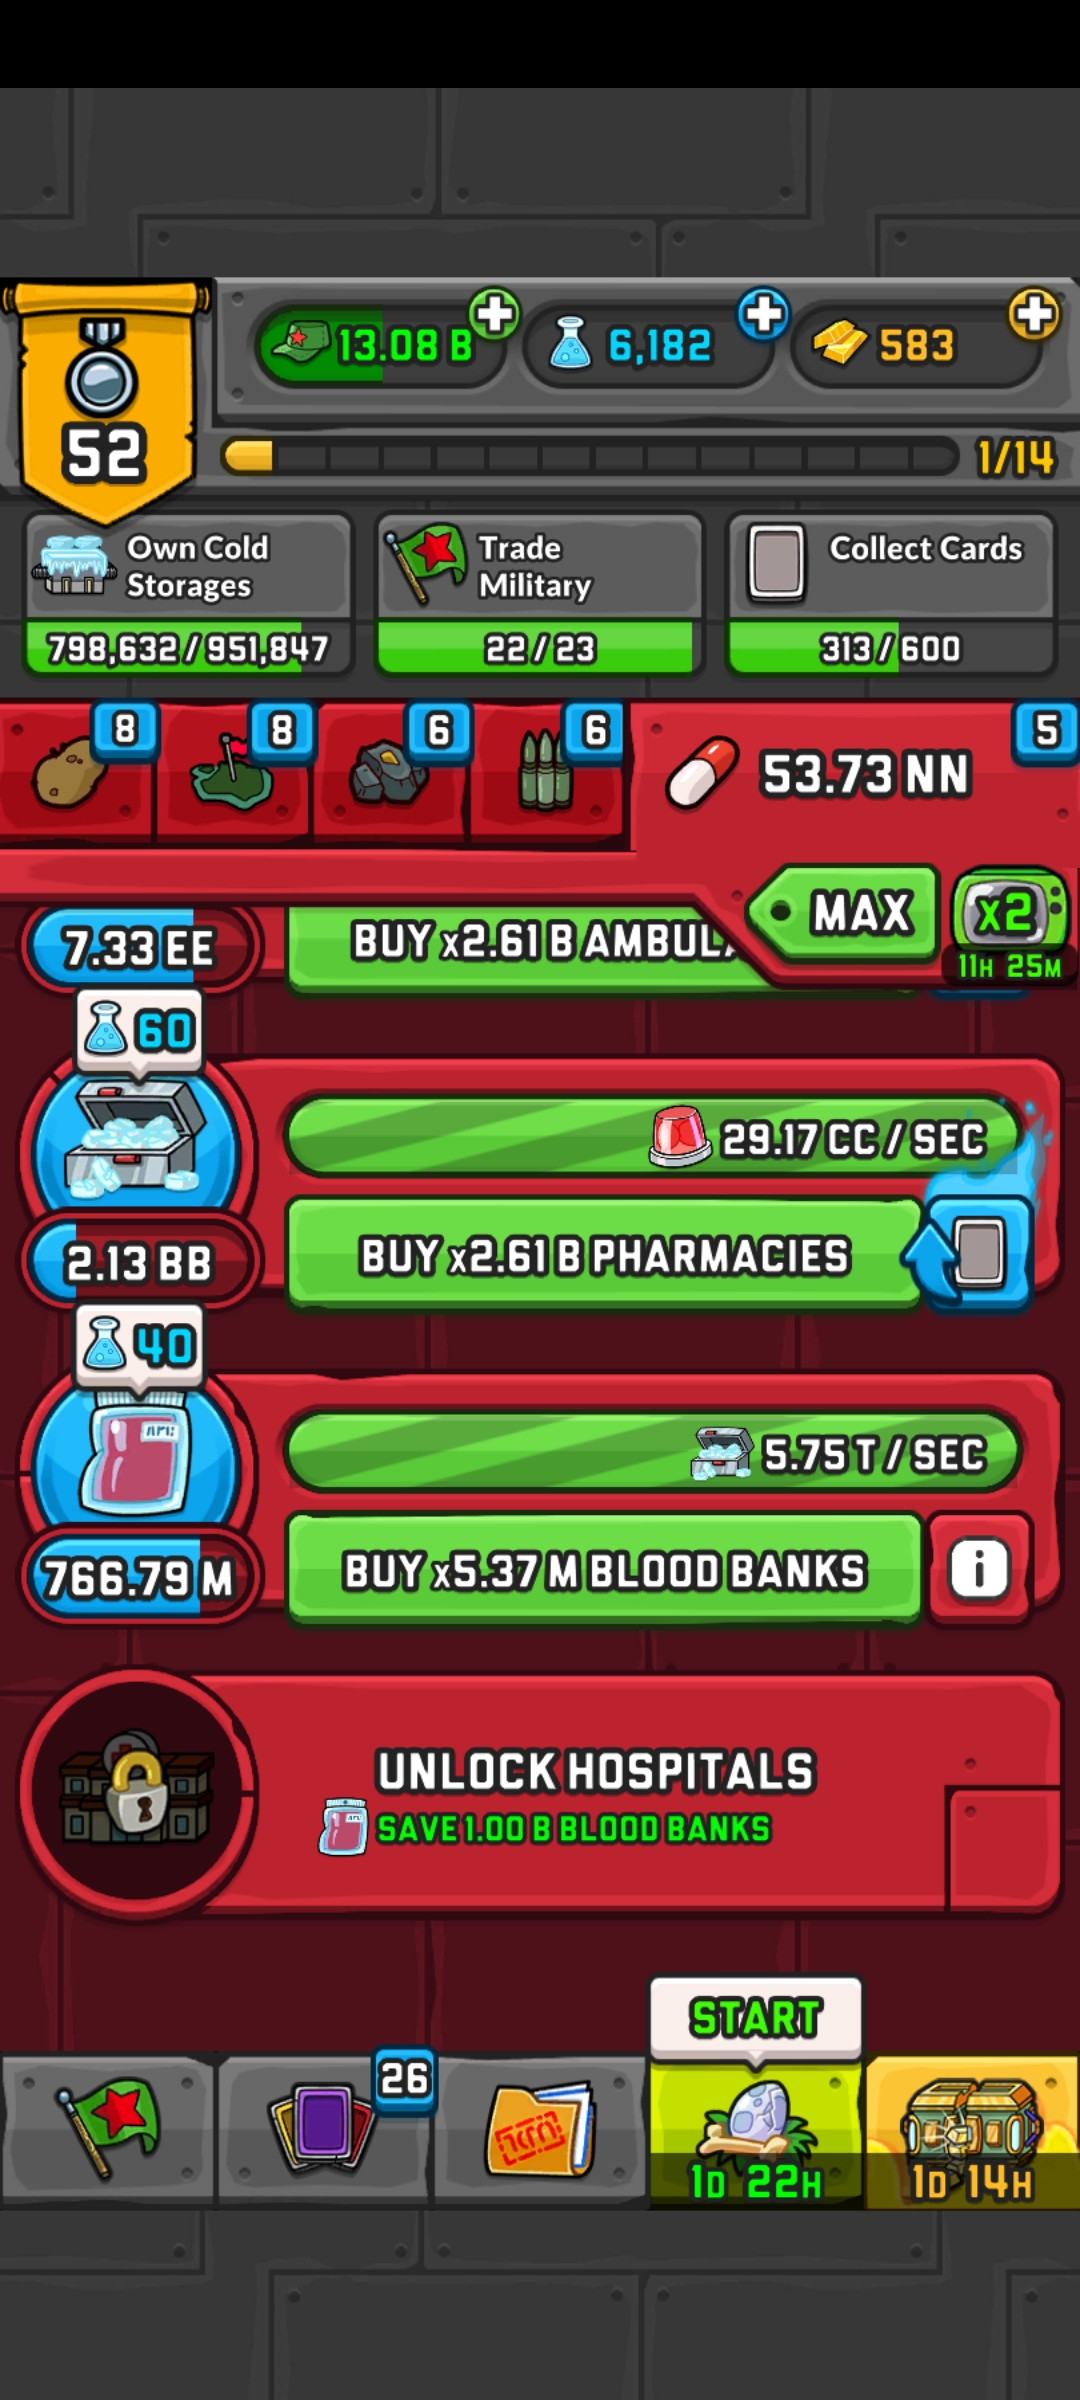 13.08 B
6,182
583
52
1/14
Own Cold
Storages
798,632/951,847
Trade
Military
22/23
Collect Cards
313/600
8
8
6
6
5
53.73 NN
MAX
x2
11H 25M
7.33 EE
BUY x2.61 B AMBUL
60
29.17 CC / SEC
2.13 BB
BUY x2.61 B PHARMACIES
40
5.75 T / SEC
766.79 M
BUY x5.37 M BLOOD BANKS
i
UNLOCK HOSPITALS
SAVE 1.00 B BLOOD BANKS
START
26
1D 22H
1D 14H